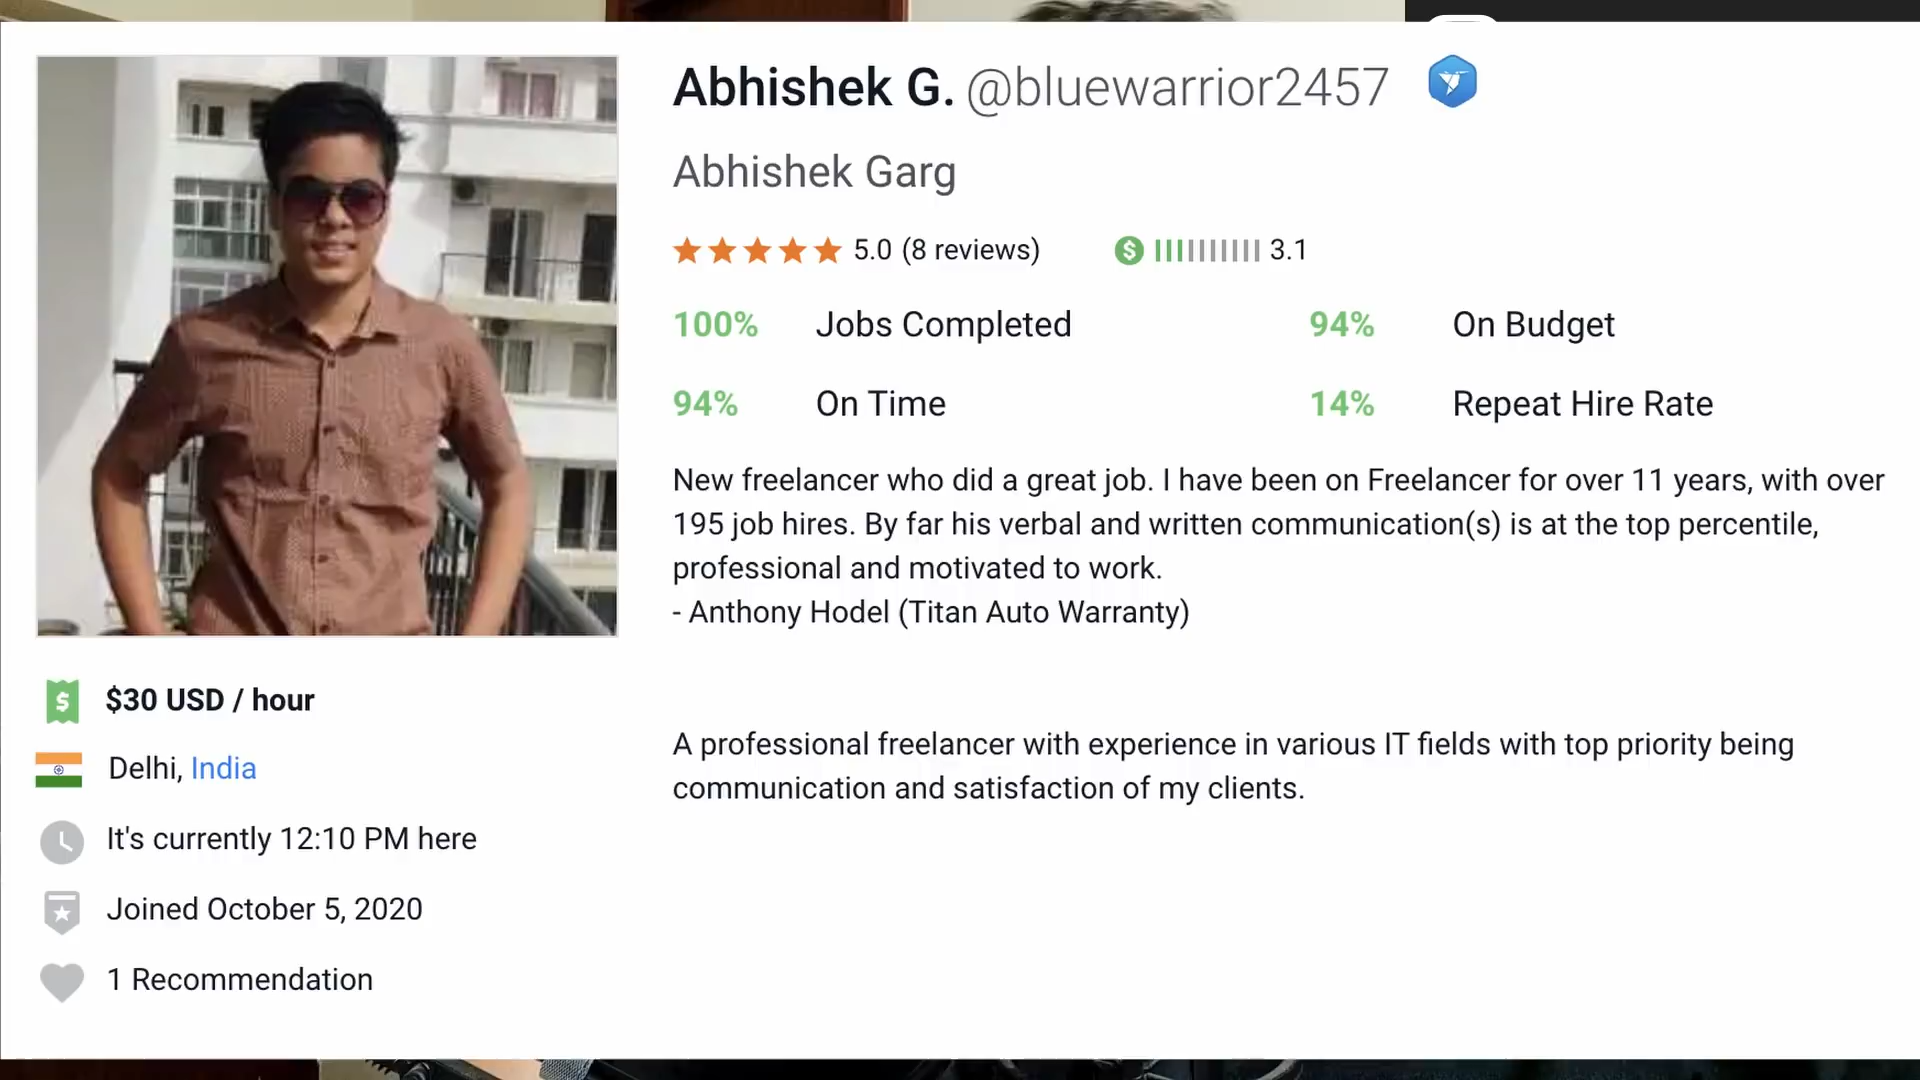 Abhishek G. @bluewarrior2457
Abhishek Garg
5.0 (8 reviews)
3.1
100% Jobs Completed
94% On Budget
94% On Time
14% Repeat Hire Rate
New freelancer who did a great job. I have been on Freelancer for over 11 years, with over
195 job hires. By far his verbal and written communication(s) is at the top percentile,
professional and motivated to work.
- Anthony Hodel (Titan Auto Warranty)
A professional freelancer with experience in various IT fields with top priority being
communication and satisfaction of my clients.
$30 USD / hour
Delhi, India
It's currently 12:10 PM here
Joined October 5, 2020
1 Recommendation